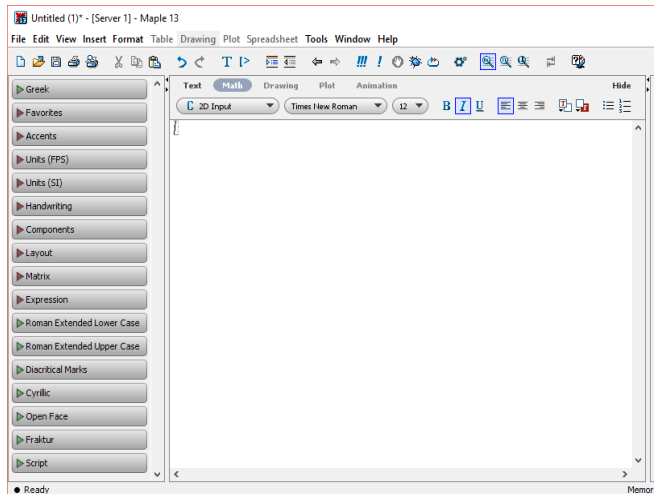 Untitled (1)* - [Server 1] - Maple 13
File Edit View Insert Format Table Drawing Plot Spreadsheet Tools Window Help
Text Math Drawing Plot Animation Hide
C 2D Input Times New Roman 12 B I U
Greek
Favorites
Accents
Units (FPS)
Units (SI)
Handwriting
Components
Layout
Matrix
Expression
Roman Extended Lower Case
Roman Extended Upper Case
Diacritical Marks
Cyrillic
Open Face
Fraktur
Script
Ready Memor